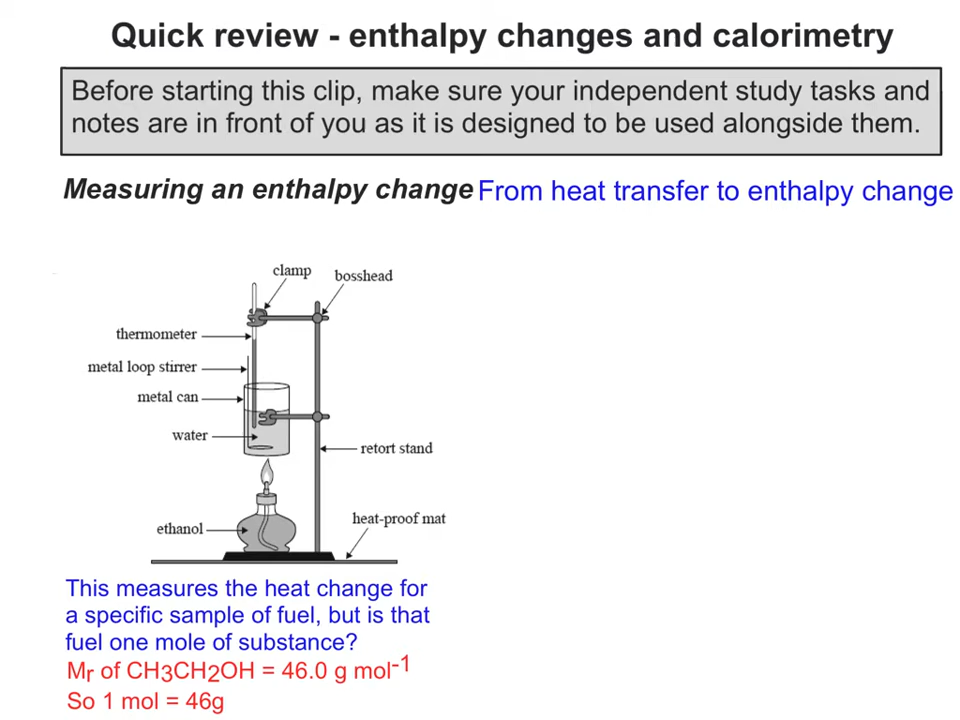 Quick review - enthalpy changes and calorimetry
Before starting this clip, make sure your independent study tasks and
notes are in front of you as it is designed to be used alongside them.
Measuring an enthalpy change From heat transfer to enthalpy change
clamp
bosshead
thermometer
metal loop stirrer
metal can
water
retort stand
heat-proof mat
ethanol
This measures the heat change for
a specific sample of fuel, but is that
fuel one mole of substance?
Mr of CH3CH2OH = 46.0 g mol-1
So 1 mol = 46g